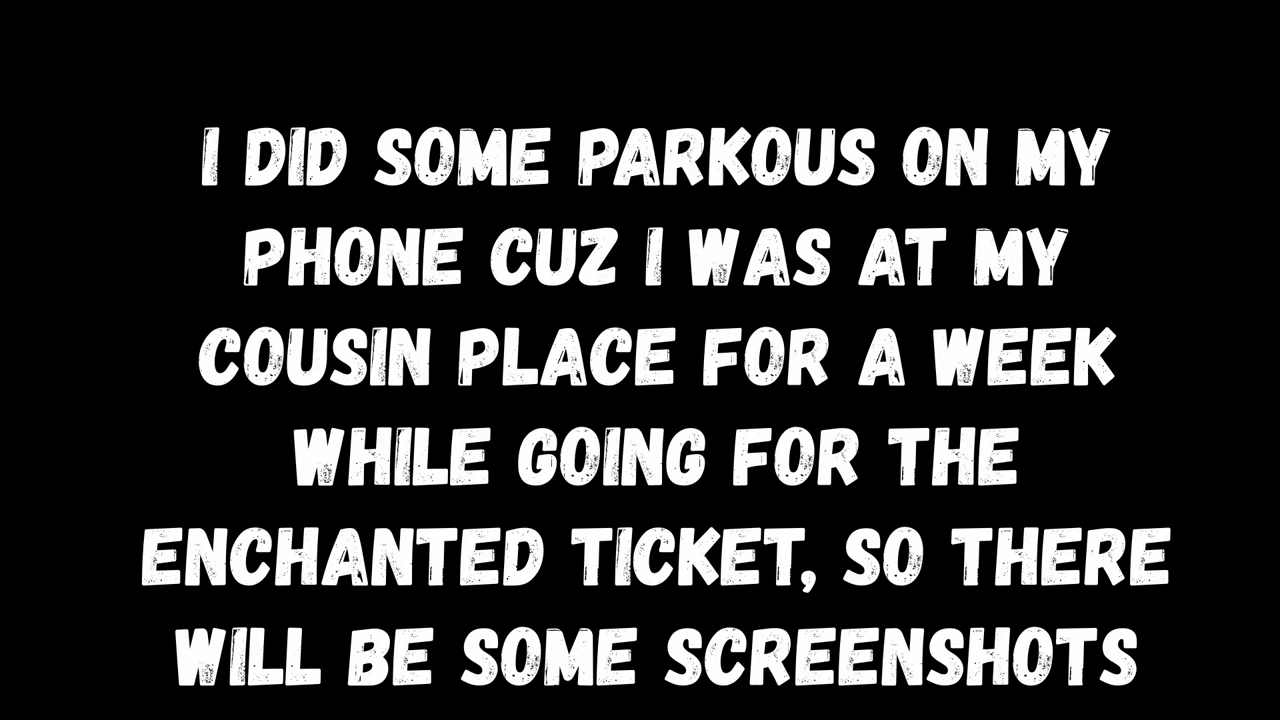 I DID SOME PARKOUS ON MY
PHONE CUZ I WAS AT MY
COUSIN PLACE FOR A WEEK
WHILE GOING FOR THE
ENCHANTED TICKET, SO THERE
WILL BE SOME SCREENSHOTS